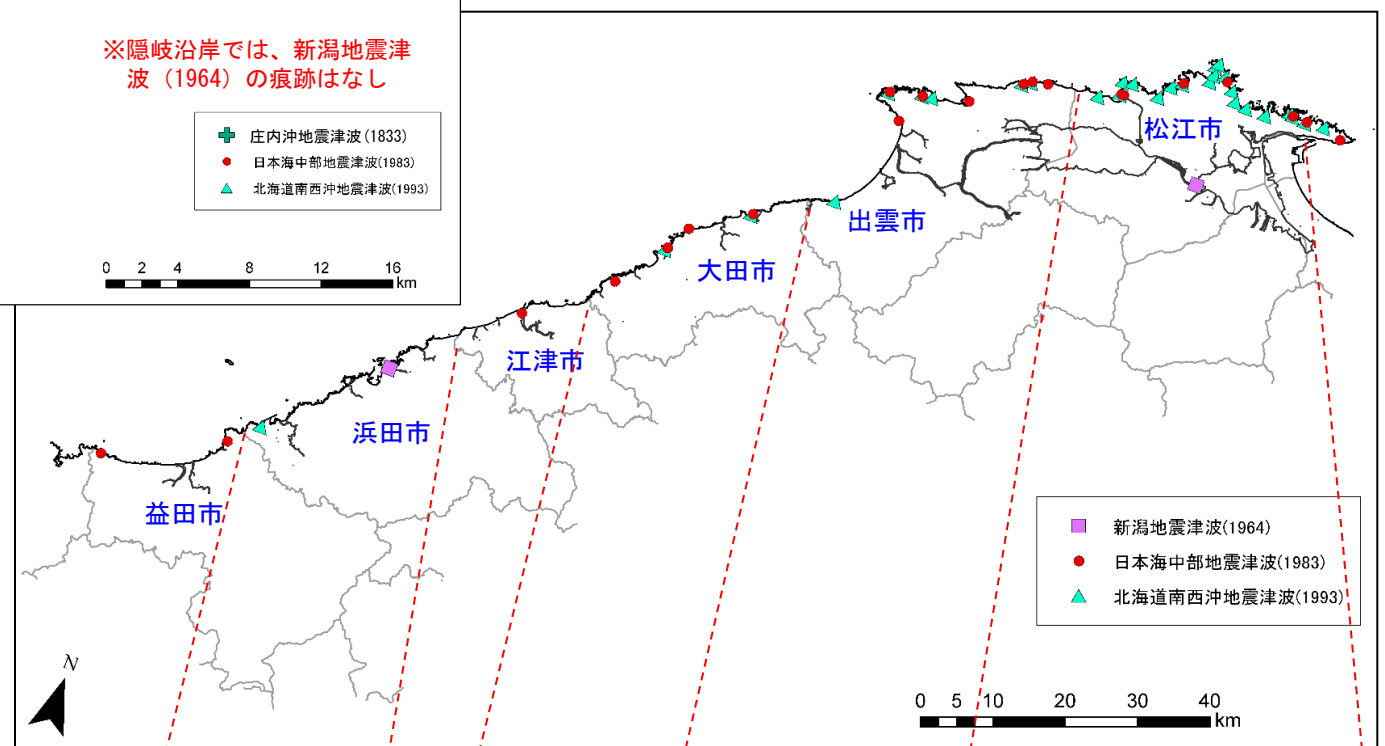 ※隠岐沿岸では、新潟地震津
波（1964）の痕跡はなし
庄内沖地震津波(1833)
日本海中部地震津波(1983)
北海道南西沖地震津波(1993)
0 2 4 8 12 16
km
松江市
出雲市
大田市
江津市
浜田市
益田市
新潟地震津波(1964)
日本海中部地震津波(1983)
北海道南西沖地震津波(1993)
N
0 5 10 20 30 40
km